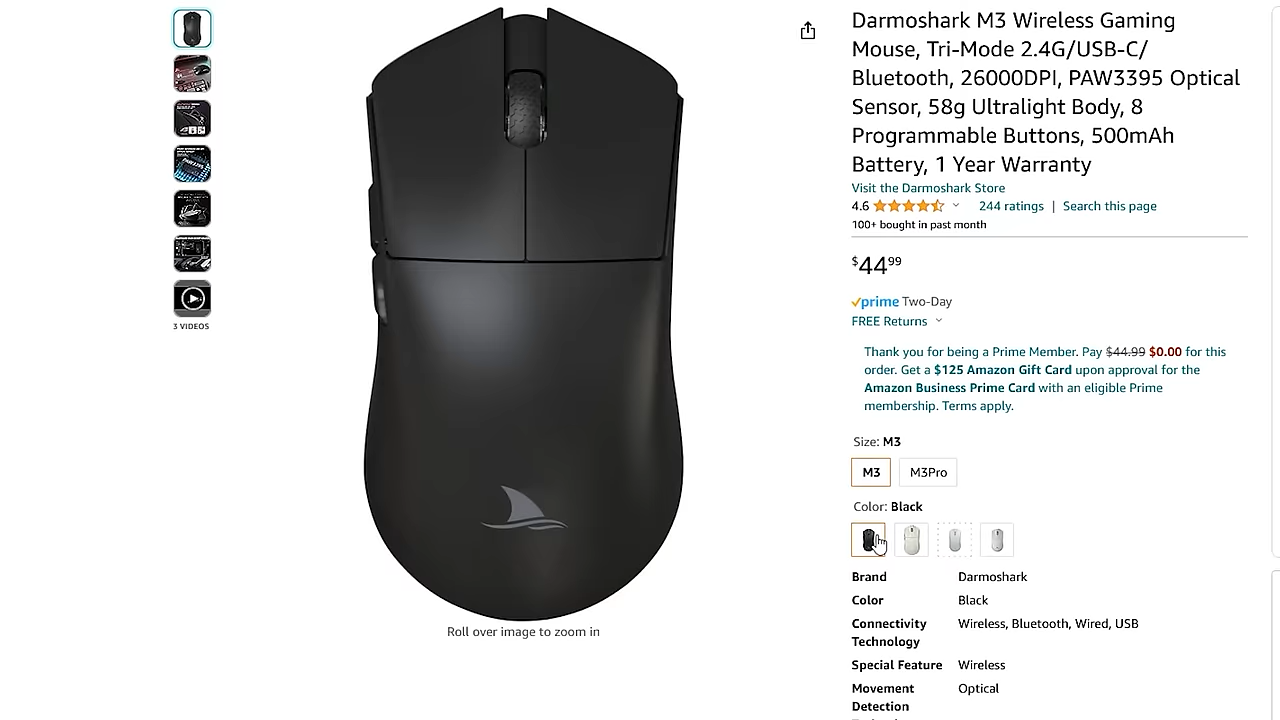 Darmoshark M3 Wireless Gaming
Mouse, Tri-Mode 2.4G/USB-C/
Bluetooth, 26000DPI, PAW3395 Optical
Sensor, 58g Ultralight Body, 8
Programmable Buttons, 500mAh
Battery, 1 Year Warranty
Visit the Darmoshark Store
4.6 244 ratings | Search this page
100+ bought in past month
$44.99
prime Two-Day
FREE Returns
Thank you for being a Prime Member. Pay $44.99 $0.00 for this
order. Get a $125 Amazon Gift Card upon approval for the
Amazon Business Prime Card with an eligible Prime
membership. Terms apply.
Size: M3
M3 M3Pro
Color: Black
Brand Darmoshark
Color Black
Connectivity Wireless, Bluetooth, Wired, USB
Technology
Special Feature Wireless
Movement Optical
Detection
3 VIDEOS
Roll over image to zoom in